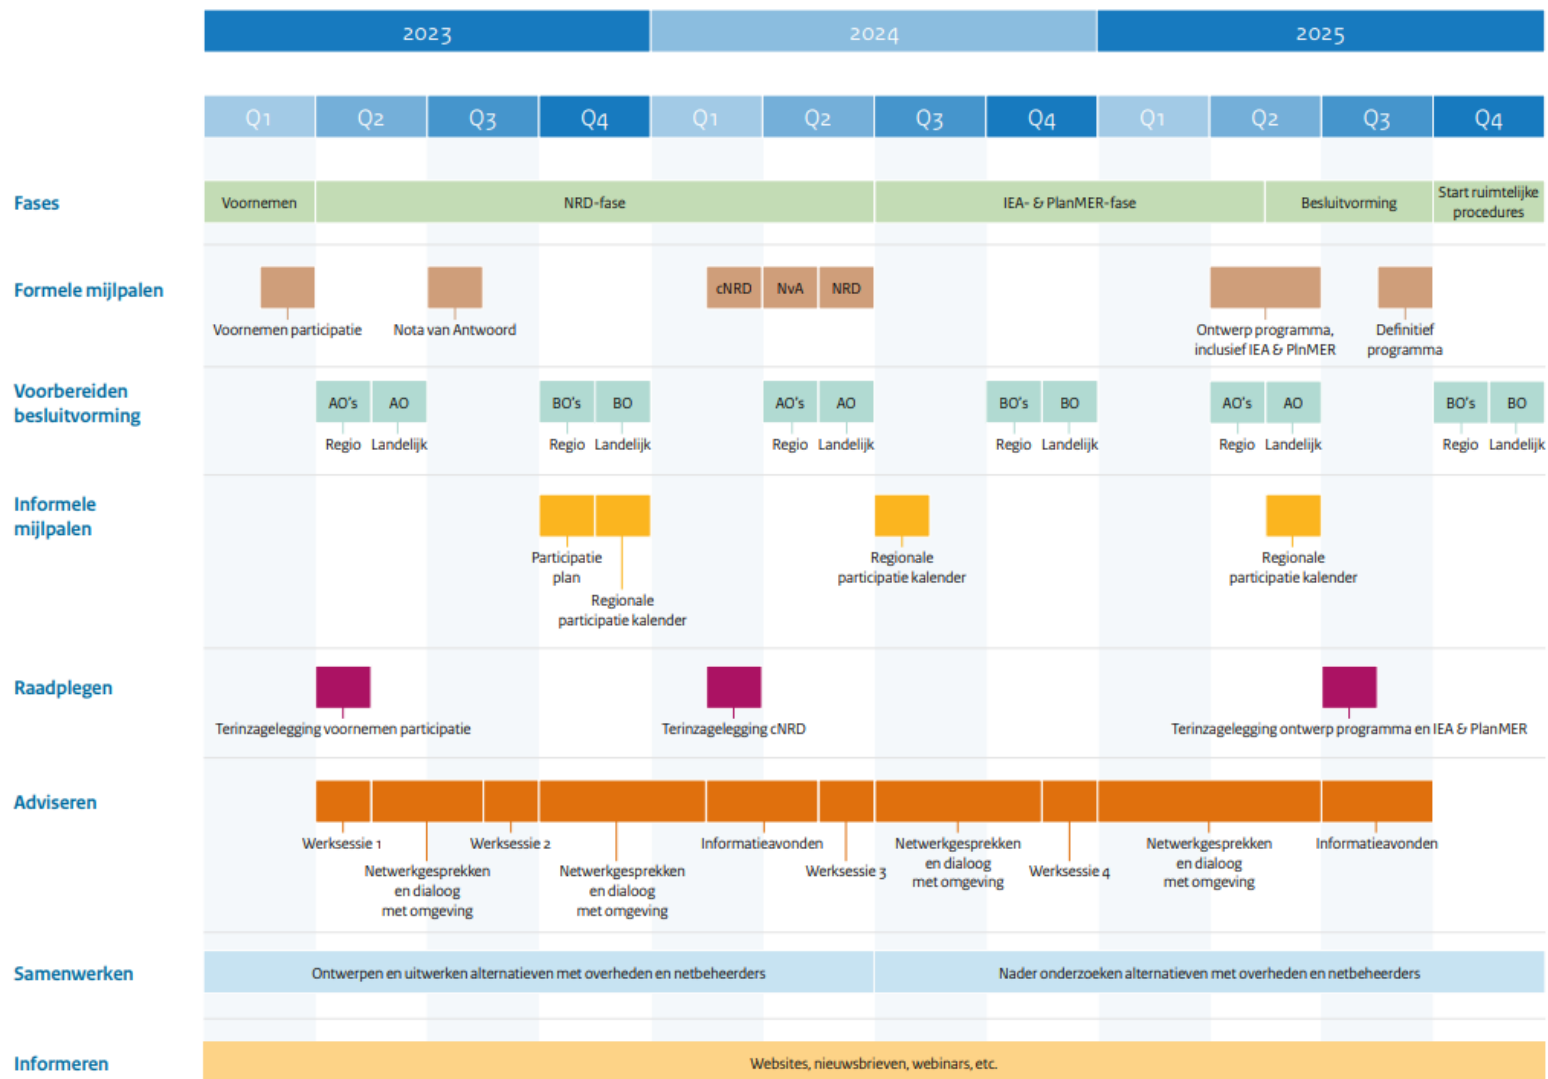 2023
2024
2025
Q1
Q2
Q3
Q4
Q1
Q2
Q3
Q4
Q1
Q2
Q3
Q4
Fases
Voornemen
NRD-fase
IEA- & PlanMER-fase
Besluitvorming
Start ruimtelijke
procedures
Formele mijlpalen
Voornemen participatie
Nota van Antwoord
cNRD
NvA
NRD
Ontwerp programma,
inclusief IEA & PlnMER
Definitief
programma
Voorbereiden
besluitvorming
AO's
AO
Regio
Landelijk
BO's
BO
Regio
Landelijk
AO's
AO
Regio
Landelijk
BO's
BO
Regio
Landelijk
AO's
AO
Regio
Landelijk
BO's
BO
Regio
Landelijk
Informele
mijlpalen
Participatie
plan
Regionale
participatie kalender
Regionale
participatie kalender
Regionale
participatie kalender
Raadplegen
Terinzagelegging voornemen participatie
Terinzagelegging cNRD
Terinzagelegging ontwerp programma en IEA & PlanMER
Adviseren
Werksessie 1
Netwerkgesprekken
en dialoog
met omgeving
Werksessie 2
Netwerkgesprekken
en dialoog
met omgeving
Informatieavonden
Werksessie 3
Netwerkgesprekken
en dialoog
met omgeving
Werksessie 4
Netwerkgesprekken
en dialoog
met omgeving
Informatieavonden
Samenwerken
Ontwerpen en uitwerken alternatieven met overheden en netbeheerders
Nader onderzoeken alternatieven met overheden en netbeheerders
Informeren
Websites, nieuwsbrieven, webinars, etc.